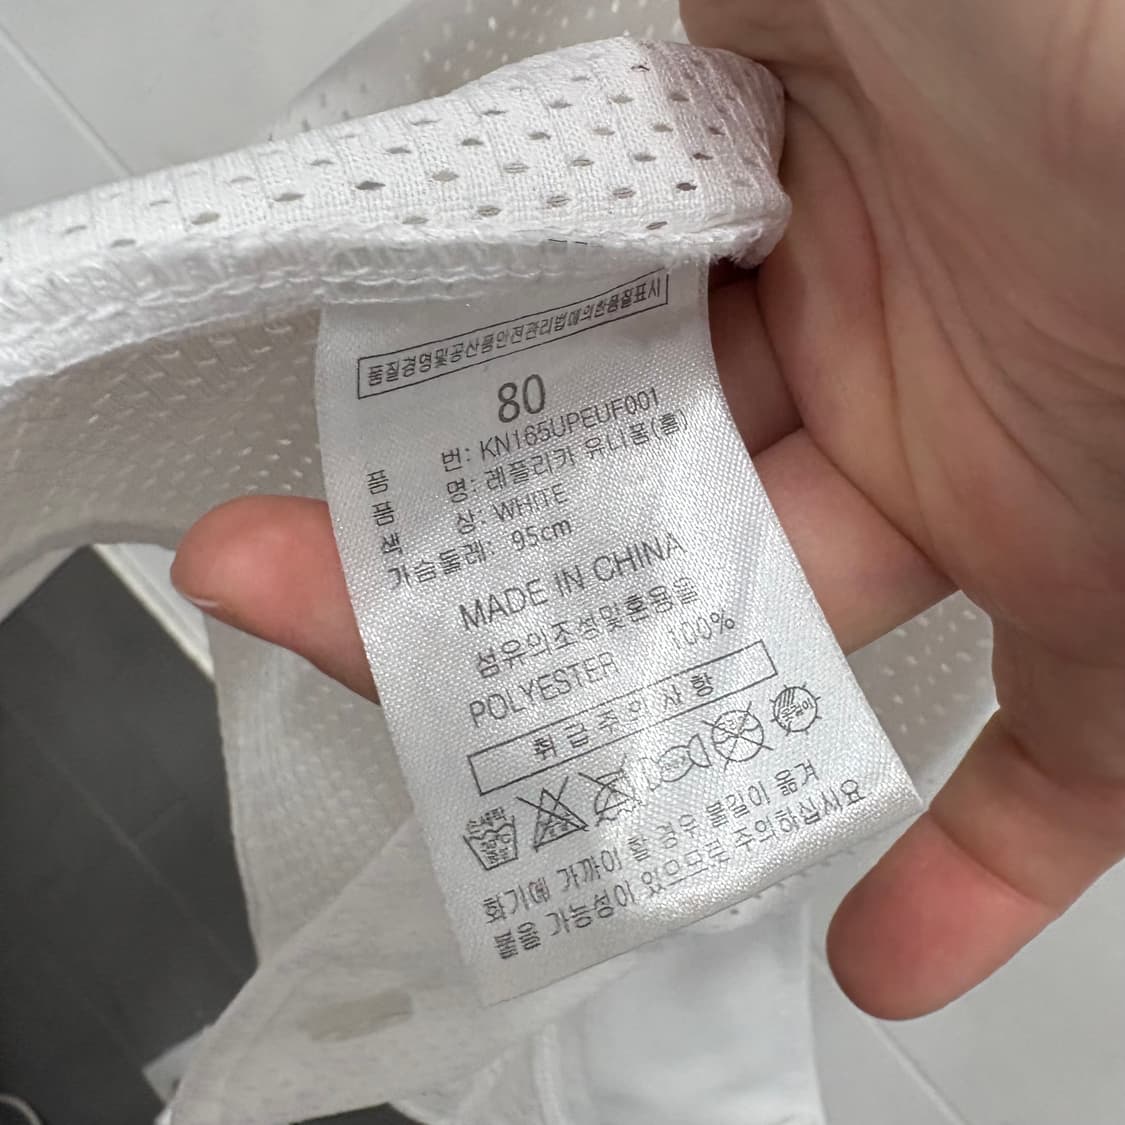 품질경영및공산품안전관리법에의한품질표시
80
품 번: KN165UPEUF001
품 명: 레플리카 유니폼(홈)
색 상: WHITE
가슴둘레: 95cm
MADE IN CHINA
섬유의조성및혼용율
POLYESTER 100%
취급주의사항
화기에 가까이 할 경우 불길이 옮겨
붙을 가능성이 있으므로 주의하십시요